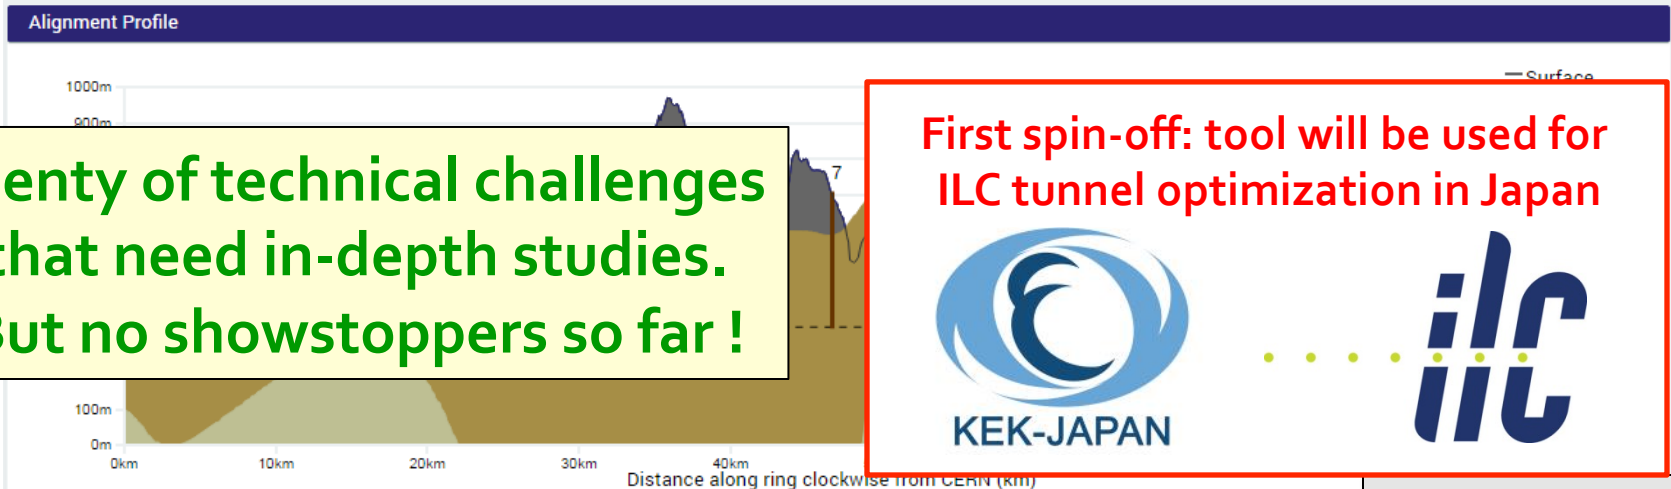 Alignment Profile
1000m
900m
Surface
7
enty of technical challenges
that need in-depth studies.
But no showstoppers so far !
First spin-off: tool will be used for
ILC tunnel optimization in Japan
KEK-JAPAN
ilc
100m
0m
0km 10km 20km 30km 40km
Distance along ring clockwise from CERN (km)